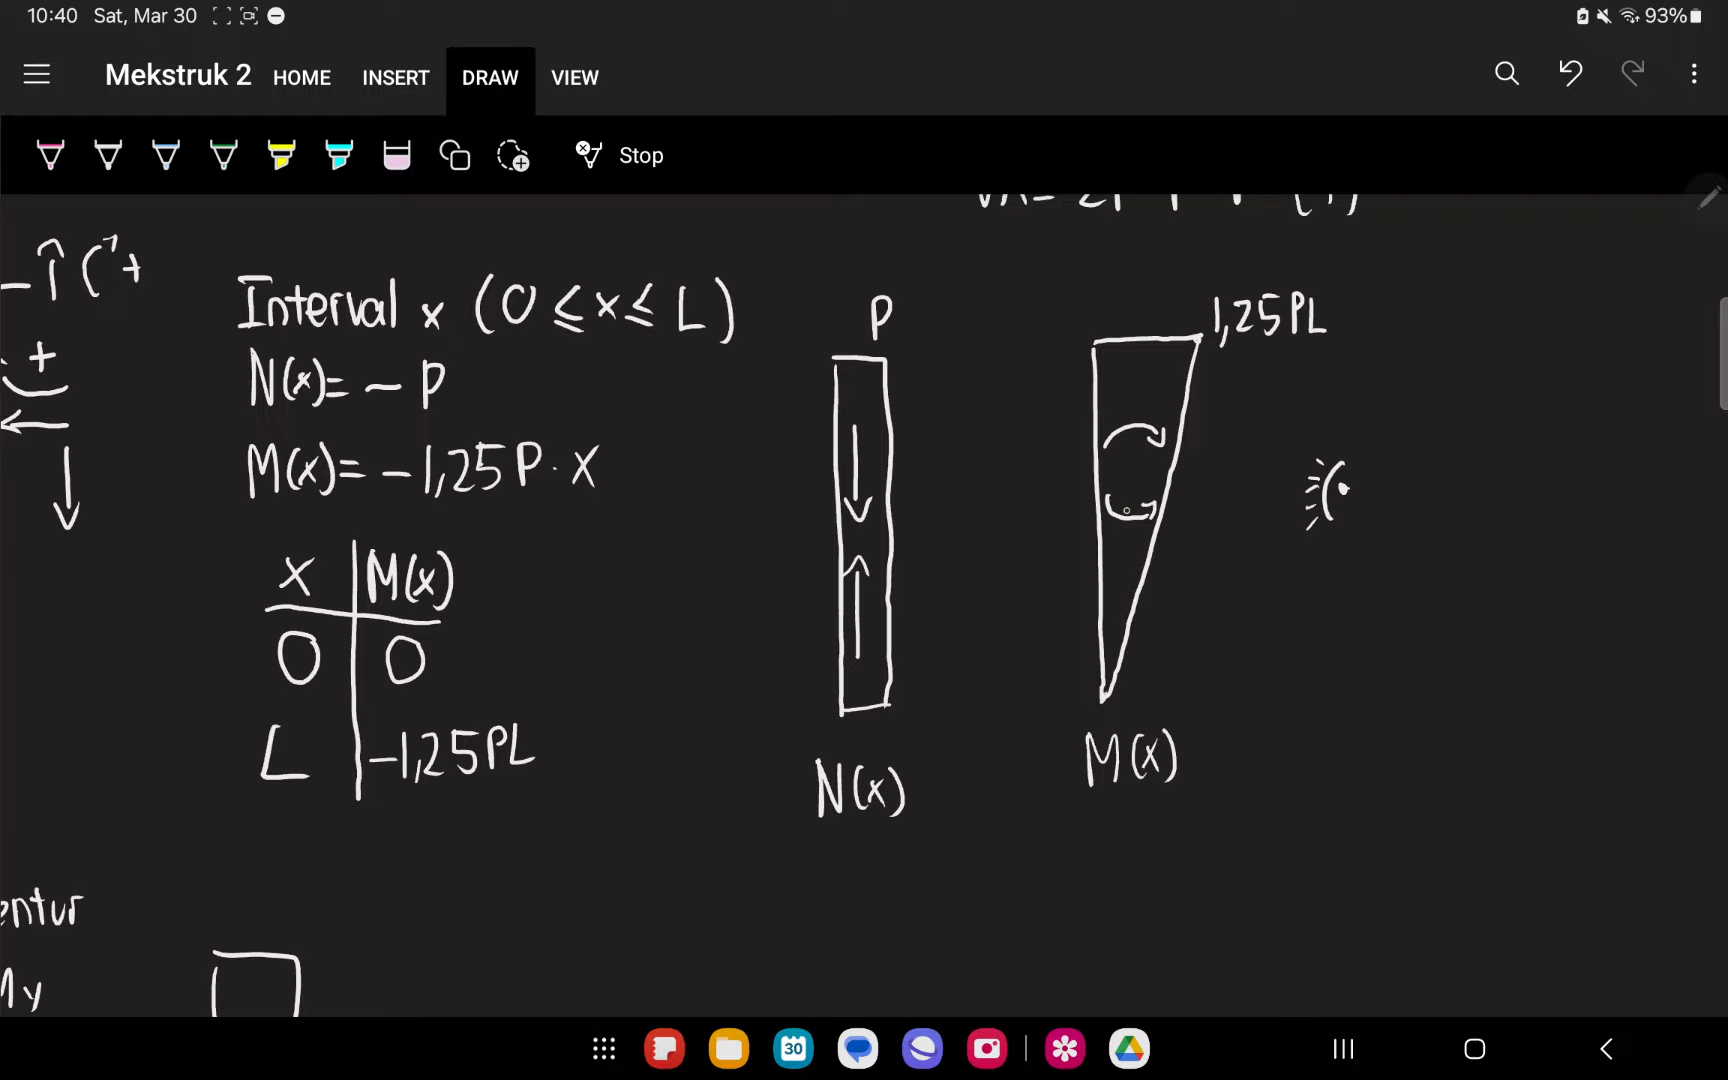 10:40 Sat, Mar 30
93%
Mekstruk 2 HOME INSERT DRAW VIEW
Stop
Interval x (0 ≤ x ≤ L)
N(x)= - P
M(x)= -1,25 P · X
X M(x)
0 0
L -1,25PL
P
N(x)
1,25PL
M(x)
- (+
+
entur
My
30